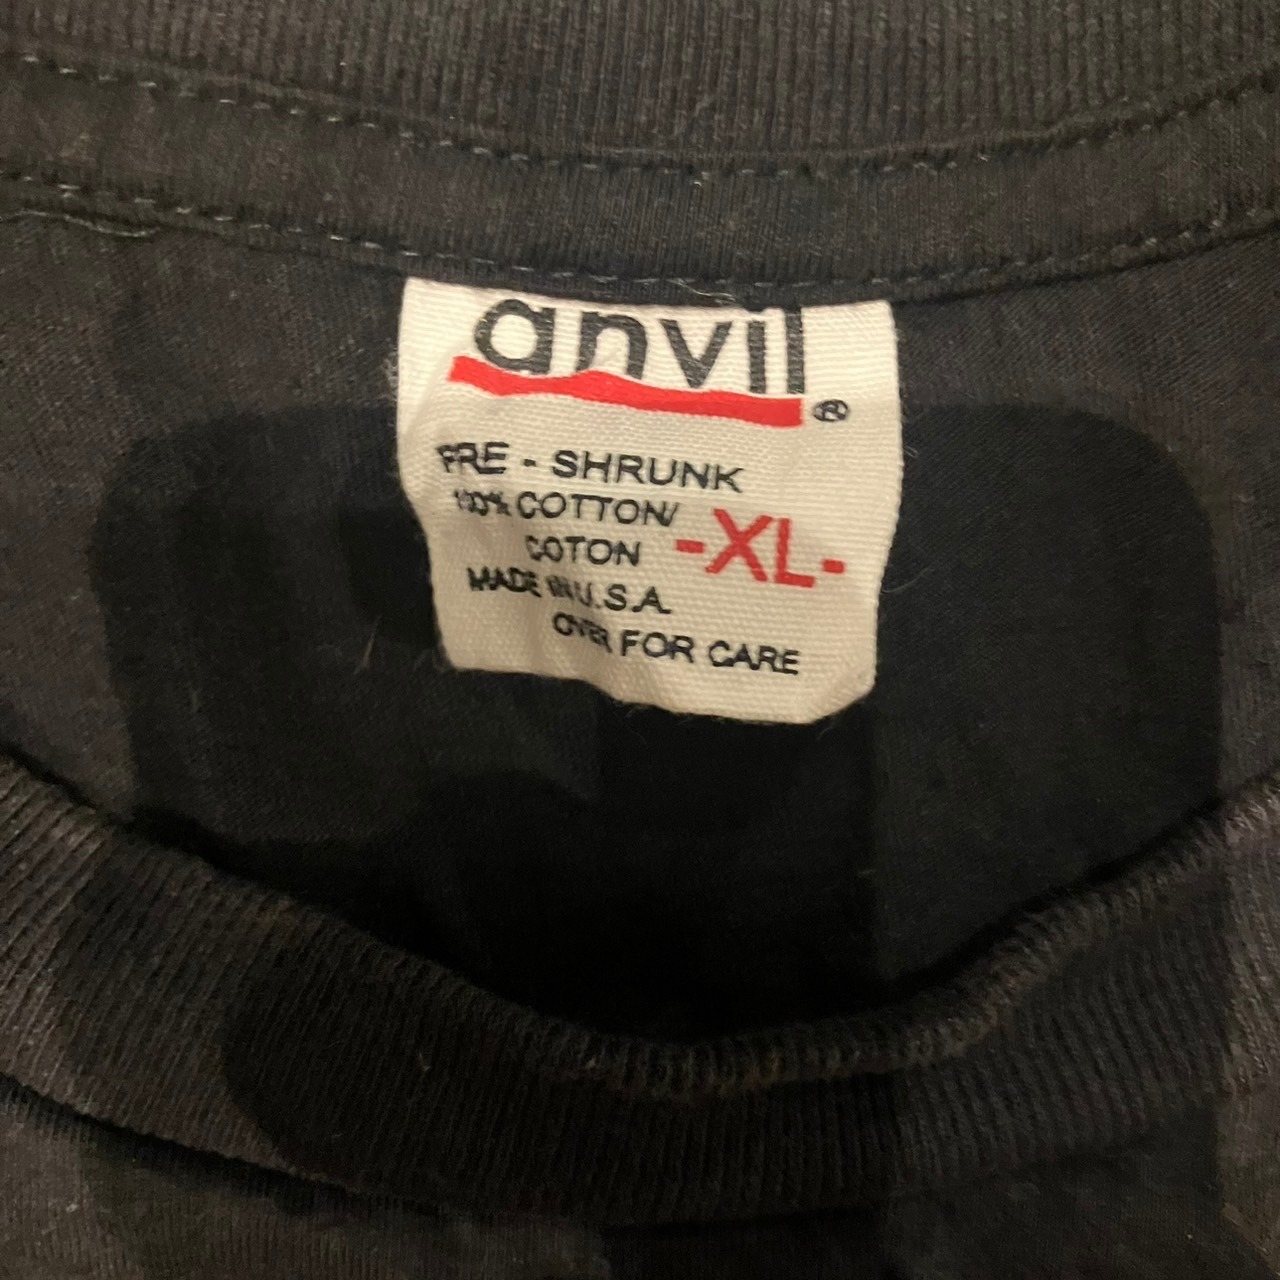 anvil®
PRE - SHRUNK
100% COTTON/
COTON -XL-
MADE IN U.S.A.
OVER FOR CARE